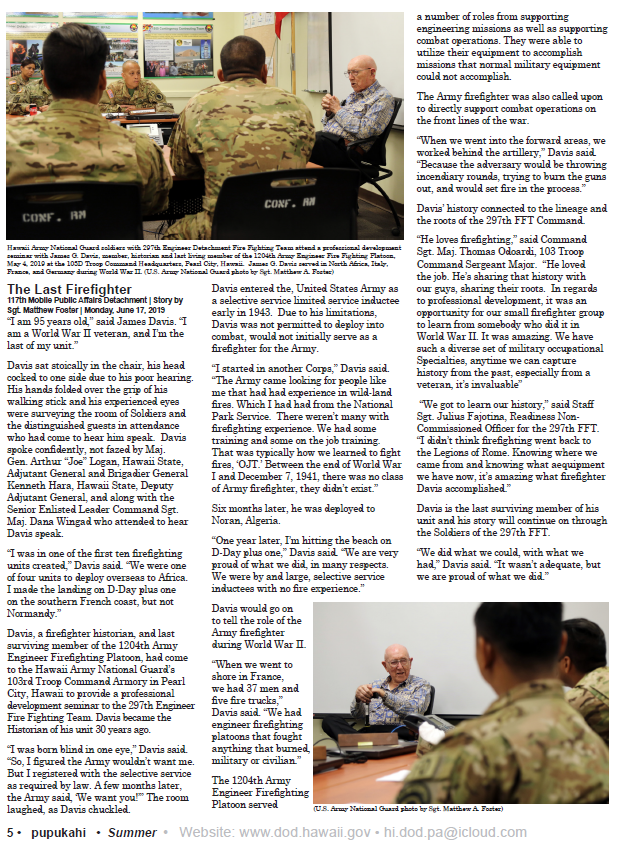 CONF. RM
CONF. RM
Hawaii Army National Guard soldiers with 297th Engineer Detachment Fire Fighting Team attend a professional development
seminar with James G. Davis, member, historian and last living member of the 1204th Army Engineer Fire Fighting Platoon,
May 4, 2019 at the 103D Troop Command Headquarters, Pearl City, Hawaii.  James G. Davis served in North Africa, Italy,
France, and Germany during World War II. (U.S. Army National Guard photo by Sgt. Matthew A. Foster)
The Last Firefighter
117th Mobile Public Affairs Detachment | Story by
Sgt. Matthew Foster | Monday, June 17, 2019
“I am 95 years old,” said James Davis. “I
am a World War II veteran, and I’m the
last of my unit.”
Davis sat stoically in the chair, his head
cocked to one side due to his poor hearing.
His hands folded over the grip of his
walking stick and his experienced eyes
were surveying the room of Soldiers and
the distinguished guests in attendance
who had come to hear him speak.  Davis
spoke confidently, not fazed by Maj.
Gen. Arthur “Joe” Logan, Hawaii State,
Adjutant General and Brigadier General
Kenneth Hara, Hawaii State, Deputy
Adjutant General, and along with the
Senior Enlisted Leader Command Sgt.
Maj. Dana Wingad who attended to hear
Davis speak.
“I was in one of the first ten firefighting
units created,” Davis said. “We were one
of four units to deploy overseas to Africa.
I made the landing on D-Day plus one
on the southern French coast, but not
Normandy.”
Davis, a firefighter historian, and last
surviving member of the 1204th Army
Engineer Firefighting Platoon, had come
to the Hawaii Army National Guard’s
103rd Troop Command Armory in Pearl
City, Hawaii to provide a professional
development seminar to the 297th Engineer
Fire Fighting Team. Davis became the
Historian of his unit 30 years ago.
“I was born blind in one eye,” Davis said.
“So, I figured the Army wouldn’t want me.
But I registered with the selective service
as required by law. A few months later,
the Army said, ‘We want you!’” The room
laughed, as Davis chuckled.
Davis entered the, United States Army as
a selective service limited service inductee
early in 1943.  Due to his limitations,
Davis was not permitted to deploy into
combat, would not initially serve as a
firefighter for the Army.
“I started in another Corps,” Davis said.
“The Army came looking for people like
me that had had experience in wild-land
fires. Which I had had from the National
Park Service.  There weren’t many with
firefighting experience. We had some
training and some on the job training.
That was typically how we learned to fight
fires, ‘OJT.’ Between the end of World War
I and December 7, 1941, there was no class
of Army firefighter, they didn’t exist.”
Six months later, he was deployed to
Noran, Algeria.
“One year later, I’m hitting the beach on
D-Day plus one,” Davis said. “We are very
proud of what we did, in many respects.
We were by and large, selective service
inductees with no fire experience.”
Davis would go on
to tell the role of the
Army firefighter
during World War II.
“When we went to
shore in France,
we had 37 men and
five fire trucks,”
Davis said. “We had
engineer firefighting
platoons that fought
anything that burned,
military or civilian.”
The 1204th Army
Engineer Firefighting
Platoon served
a number of roles from supporting
engineering missions as well as supporting
combat operations. They were able to
utilize their equipment to accomplish
missions that normal military equipment
could not accomplish.
The Army firefighter was also called upon
to directly support combat operations on
the front lines of the war.
“When we went into the forward areas, we
worked behind the artillery,” Davis said.
“Because the adversary would be throwing
incendiary rounds, trying to burn the guns
out, and would set fire in the process.”
Davis’ history connected to the lineage and
the roots of the 297th FFT Command.
“He loves firefighting,” said Command
Sgt. Maj. Thomas Odoardi, 103 Troop
Command Sergeant Major.  “He loved
the job. He’s sharing that history with
our guys, sharing their roots.  In regards
to professional development, it was an
opportunity for our small firefighter group
to learn from somebody who did it in
World War II. It was amazing. We have
such a diverse set of military occupational
Specialties, anytime we can capture
history from the past, especially from a
veteran, it’s invaluable”
“We got to learn our history,” said Staff
Sgt. Julius Fajotina, Readiness Non-
Commissioned Officer for the 297th FFT.
“I didn’t think firefighting went back to
the Legions of Rome. Knowing where we
came from and knowing what aequipment
we have now, it’s amazing what firefighter
Davis accomplished.”
Davis is the last surviving member of his
unit and his story will continue on through
the Soldiers of the 297th FFT.
“We did what we could, with what we
had,” Davis said. “It wasn’t adequate, but
we are proud of what we did.”
(U.S. Army National Guard photo by Sgt. Matthew A. Foster)
5 • pupukahi • Summer • Website: www.dod.hawaii.gov • hi.dod.pa@icloud.com